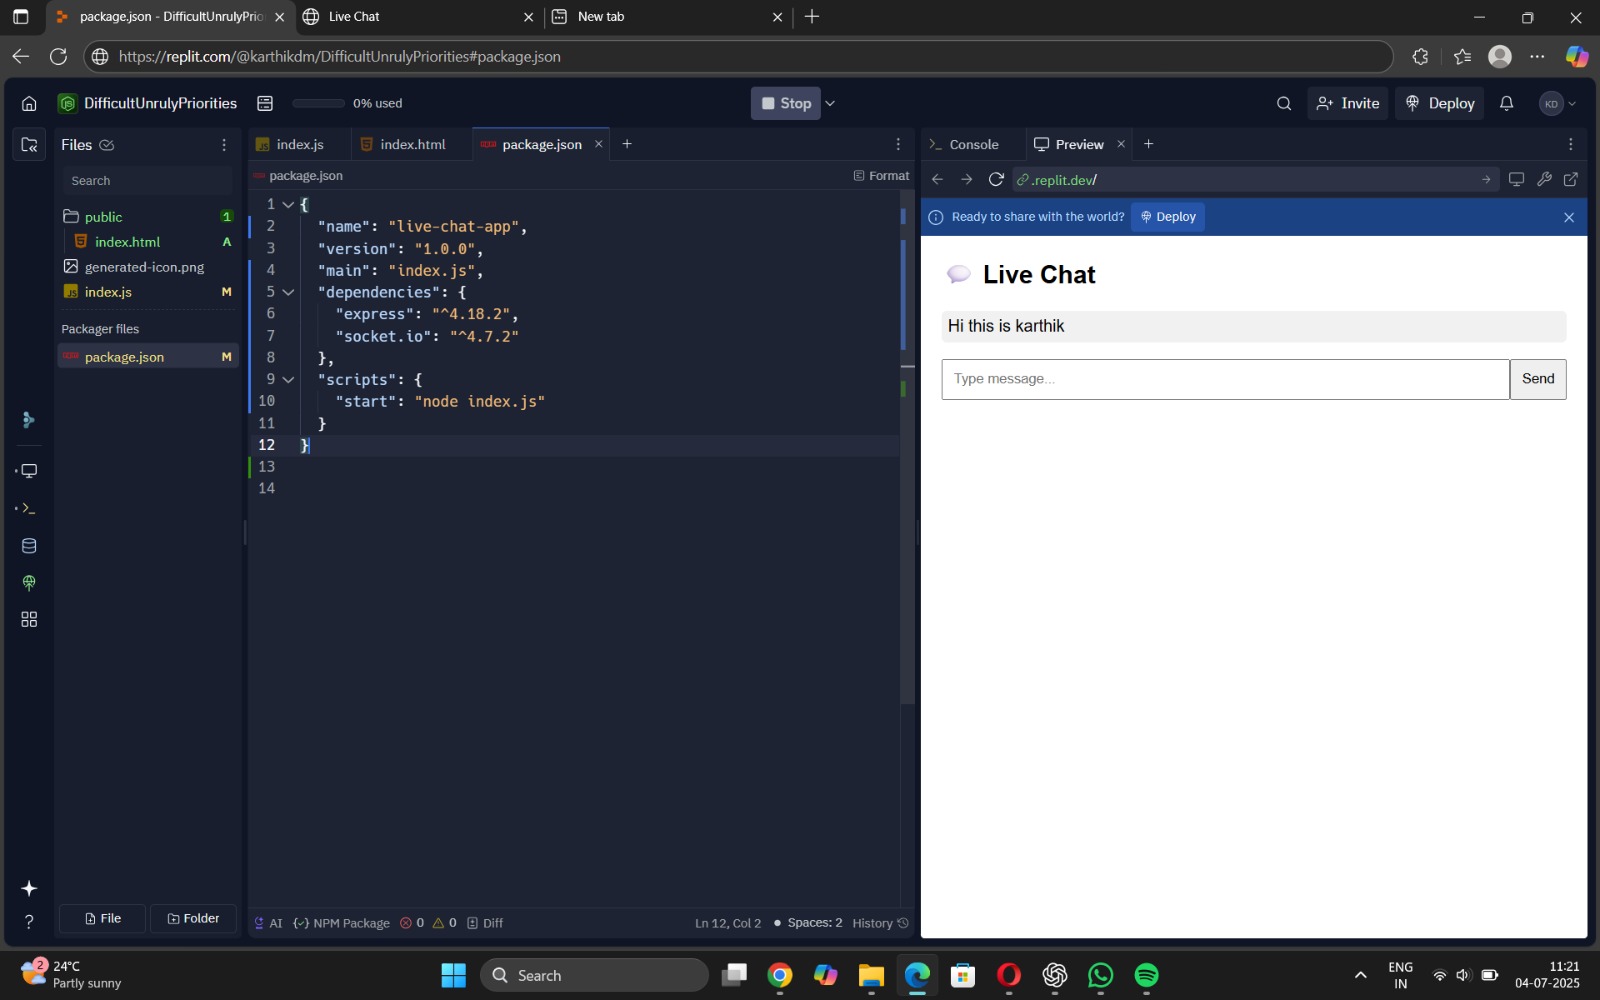 package.json - DifficultUnrulyPrio
Live Chat
New tab
https://replit.com/@karthikdm/DifficultUnrulyPriorities#package.json
JS
DifficultUnrulyPriorities
0% used
Stop
Invite
Deploy
KD
Files
index.js
index.html
package.json
Console
Preview
Search
package.json
Format
.replit.dev/
public
1
index.html
A
generated-icon.png
index.js
M
Packager files
package.json
M
Ready to share with the world?
Deploy
1 {
2 "name": "live-chat-app",
3 "version": "1.0.0",
4 "main": "index.js",
5 "dependencies": {
6 "express": "^4.18.2",
7 "socket.io": "^4.7.2"
8 },
9 "scripts": {
10 "start": "node index.js"
11 }
12 }
13
14
Live Chat
Hi this is karthik
Type message...
Send
File
Folder
AI
{✓} NPM Package
0
0
Diff
Ln 12, Col 2
Spaces: 2
History
2
24°C
Partly sunny
Search
ENG
IN
11:21
04-07-2025